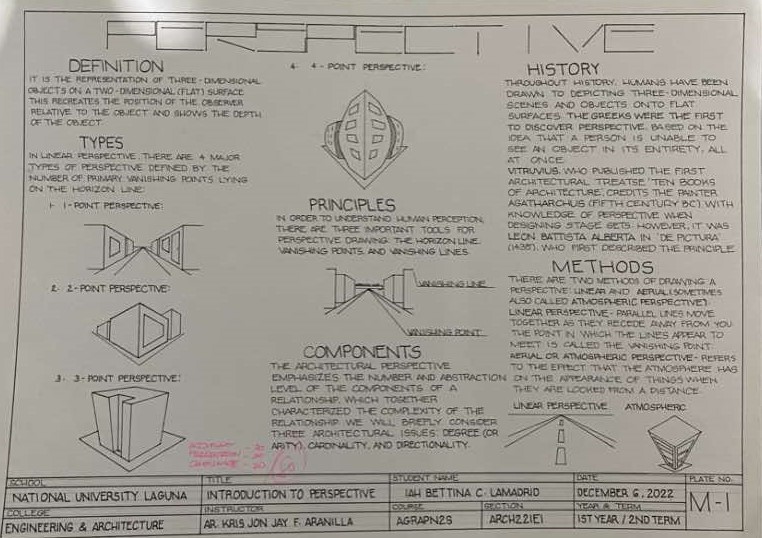 PERSPECTIVE
DEFINITION
IT IS THE REPRESENTATION OF THREE-DIMENSIONAL
OBJECTS ON A TWO-DIMENSIONAL (FLAT) SURFACE
THIS RECREATES THE POSITION OF THE OBSERVER
RELATIVE TO THE OBJECT AND SHOWS THE DEPTH
OF THE OBJECT
TYPES
IN LINEAR PERSPECTIVE, THERE ARE 4 MAJOR
TYPES OF PERSPECTIVE DEFINED BY THE
NUMBER OF PRIMARY VANISHING POINTS LYING
ON THE HORIZON LINE:
1. 1-POINT PERSPECTIVE:
2. 2-POINT PERSPECTIVE:
3. 3-POINT PERSPECTIVE:
4. 4-POINT PERSPECTIVE:
PRINCIPLES
IN ORDER TO UNDERSTAND HUMAN PERCEPTION,
THERE ARE THREE IMPORTANT TOOLS FOR
PERSPECTIVE DRAWING: THE HORIZON LINE,
VANISHING POINTS, AND VANISHING LINES.
VANISHING LINE
VANISHING POINT
COMPONENTS
THE ARCHITECTURAL PERSPECTIVE
EMPHASIZES THE NUMBER AND ABSTRACTION
LEVEL OF THE COMPONENTS OF A
RELATIONSHIP, WHICH TOGETHER
CHARACTERIZED THE COMPLEXITY OF THE
RELATIONSHIP. WE WILL BRIEFLY CONSIDER
THREE ARCHITECTURAL ISSUES: DEGREE (OR
ARITY), CARDINALITY, AND DIRECTIONALITY.
20
20
20
60
HISTORY
THROUGHOUT HISTORY, HUMANS HAVE BEEN
DRAWN TO DEPICTING THREE-DIMENSIONAL
SCENES AND OBJECTS ONTO FLAT
SURFACES. THE GREEKS WERE THE FIRST
TO DISCOVER PERSPECTIVE, BASED ON THE
IDEA THAT A PERSON IS UNABLE TO
SEE AN OBJECT IN ITS ENTIRETY, ALL
AT ONCE.
VITRUVIUS, WHO PUBLISHED THE FIRST
ARCHITECTURAL TREATSE 'TEN BOOKS
OF ARCHITECTURE', CREDITS THE PAINTER
AGATHARCHUS (FIFTH CENTURY BC) WITH
KNOWLEDGE OF PERSPECTIVE WHEN
DESIGNING STAGE SETS. HOWEVER, IT WAS
LEON BATTISTA ALBERTA IN 'DE PICTURA'
(1435), WHO FIRST DESCRIBED THE PRINCIPLE
METHODS
THERE ARE TWO METHODS OF DRAWING A
PERSPECTIVE: LINEAR AND AERIAL (SOMETIMES
ALSO CALLED ATMOSPHERIC PERSPECTIVE).
LINEAR PERSPECTIVE - PARALLEL LINES MOVE
TOGETHER AS THEY RECEDE AWAY FROM YOU
THE POINT IN WHICH THE LINES APPEAR TO
MEET IS CALLED THE VANISHING POINT.
AERIAL OR ATMOSPHERIC PERSPECTIVE - REFERS
TO THE EFFECT THAT THE ATMOSPHERE HAS
ON THE APPEARANCE OF THINGS WHEN
THEY ARE LOOKED FROM A DISTANCE.
LINEAR PERSPECTIVE ATMOSPHERIC
SCHOOL
NATIONAL UNIVERSITY LAGUNA
TITLE
INTRODUCTION TO PERSPECTIVE
STUDENT NAME
IAH BETTINA C. LAMADRID
DATE
DECEMBER 6, 2022
PLATE NO.
M-1
COLLEGE
ENGINEERING & ARCHITECTURE
INSTRUCTOR
AR. KRIS JON JAY F. ARANILLA
COURSE
AGRAPN2S
SECTION
ARCH221E1
YEAR & TERM
1ST YEAR / 2ND TERM